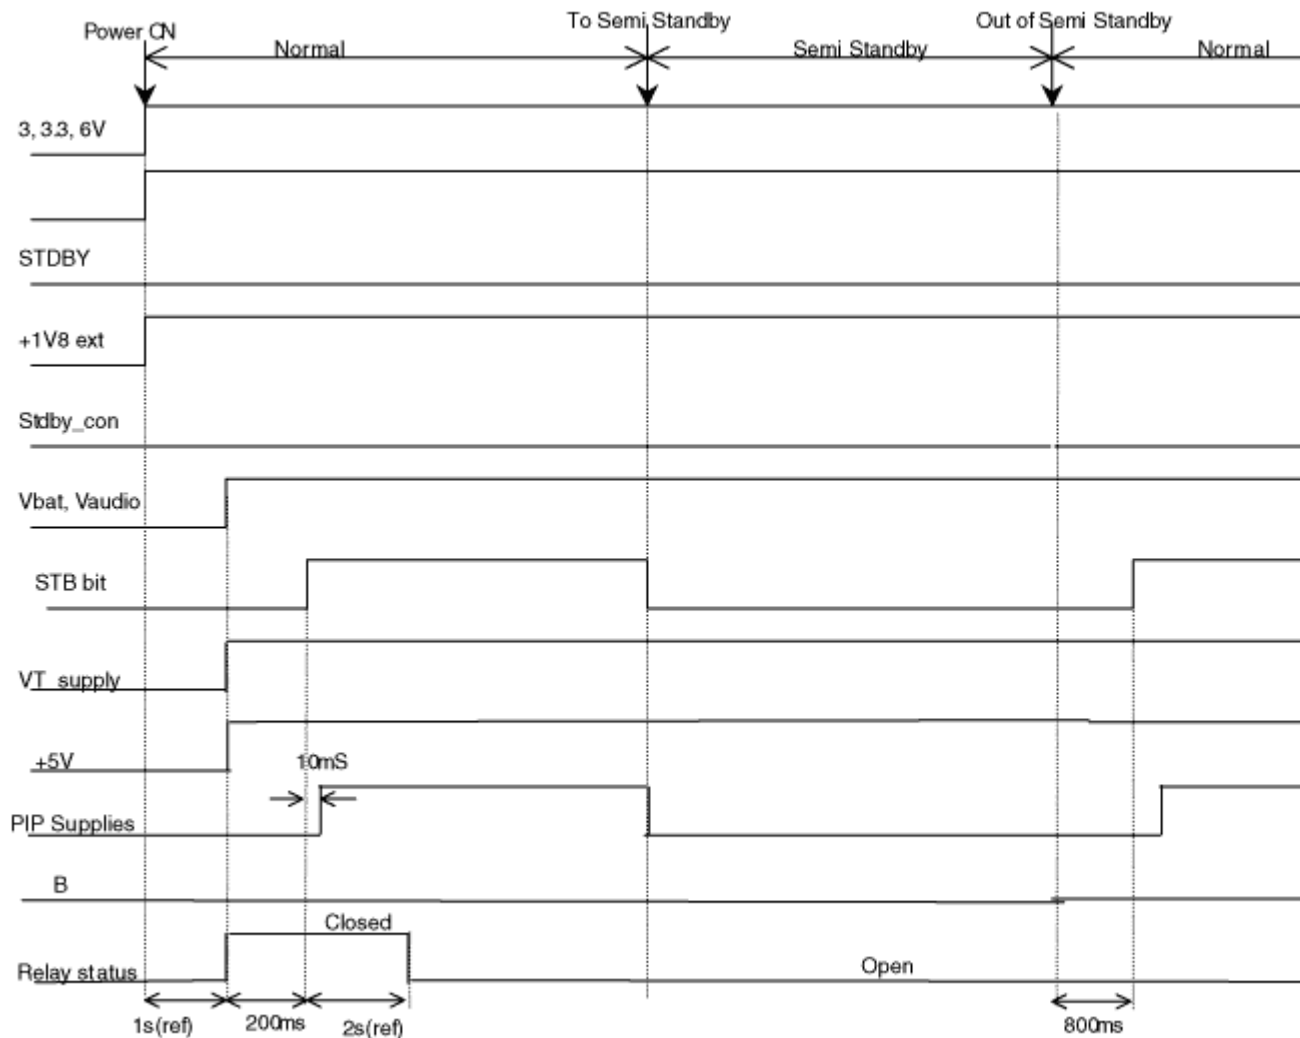 To Semi Standby
Out of Semi Standby
Power ON
Normal
Semi Standby
Normal
3, 3.3, 6V
STDBY
+1V8 ext
Stdby_con
Vbat, Vaudio
STB bit
VT_supply
+5V
10mS
PIP Supplies
B
Closed
Relay status
Open
1s(ref)
200ms
2s(ref)
800ms